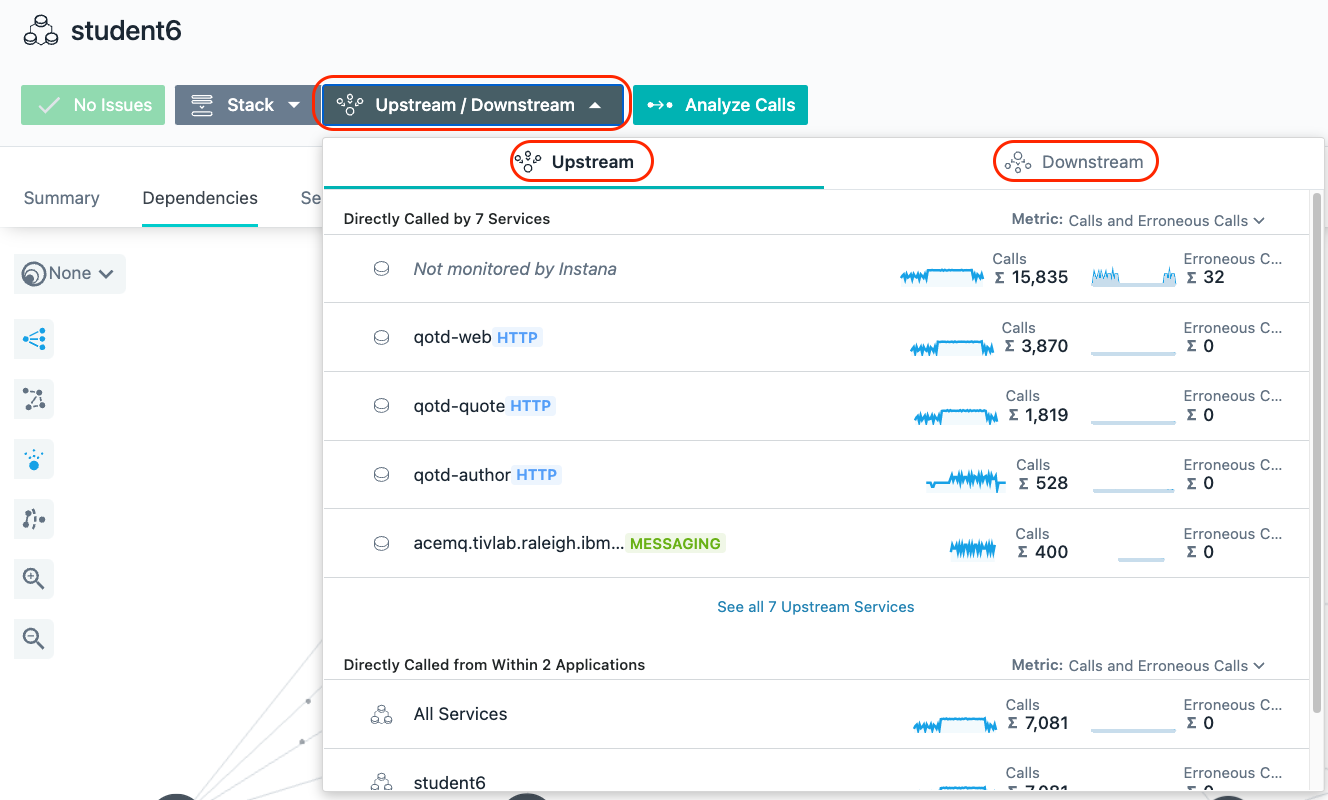 student6
No Issues
Stack
Upstream / Downstream
Analyze Calls
Upstream
Downstream
Summary
Dependencies
Se
Directly Called by 7 Services
Metric: Calls and Erroneous Calls
None
Not monitored by Instana
Calls
Σ 15,835
Erroneous C...
Σ 32
qotd-web HTTP
Calls
Σ 3,870
Erroneous C...
Σ 0
qotd-quote HTTP
Calls
Σ 1,819
Erroneous C...
Σ 0
qotd-author HTTP
Calls
Σ 528
Erroneous C...
Σ 0
acemq.tivlab.raleigh.ibm... MESSAGING
Calls
Σ 400
Erroneous C...
Σ 0
See all 7 Upstream Services
Directly Called from Within 2 Applications
Metric: Calls and Erroneous Calls
All Services
Calls
Σ 7,081
Erroneous C...
Σ 0
student6
Calls
Σ 7,081
Erroneous C...
Σ 0